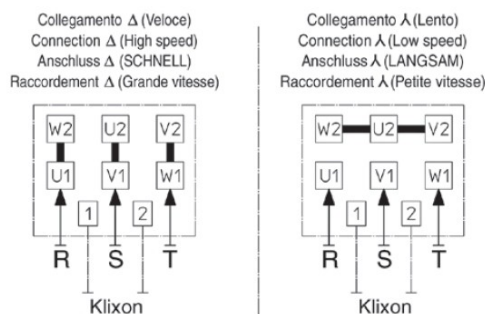 Collegamento Δ (Veloce)
Connection Δ (High speed)
Anschluss Δ (SCHNELL)
Raccordement Δ (Grande vitesse)
W2 U2 V2
U1 V1 W1
1 2
R S T
Klixon
Collegamento ⅄ (Lento)
Connection ⅄ (Low speed)
Anschluss ⅄ (LANGSAM)
Raccordement ⅄ (Petite vitesse)
W2 U2 V2
U1 V1 W1
1 2
R S T
Klixon